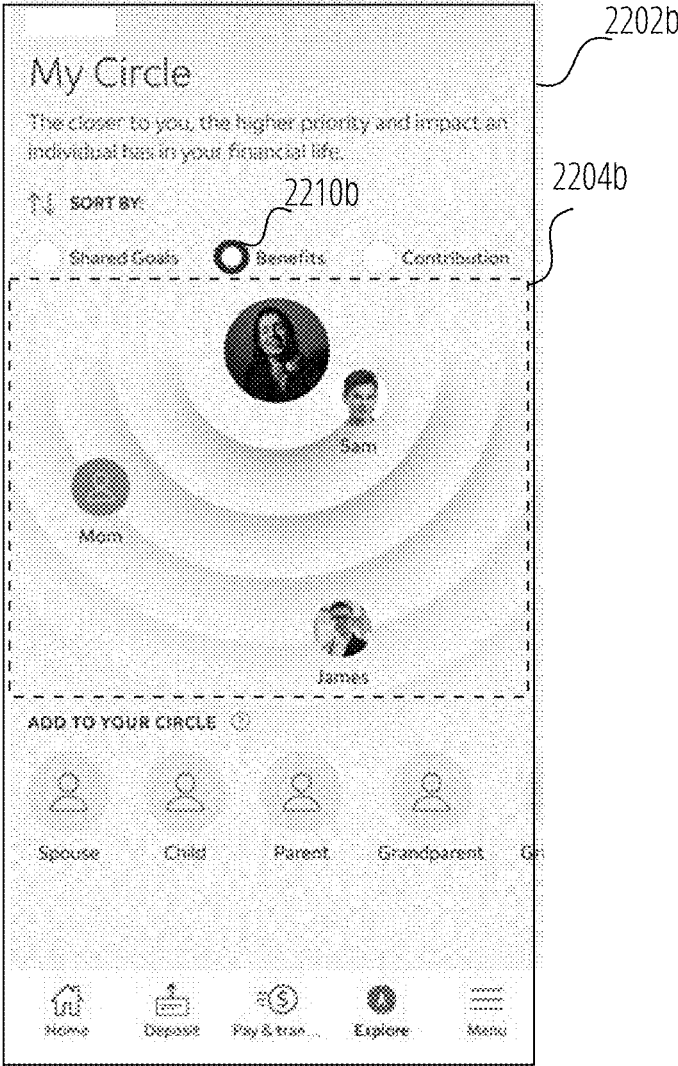 2202b
My Circle
The closer to you, the higher priority and impact an
individual has in your financial life.
2204b
SORT BY:
2210b
Shared Goals Benefits Contribution
Sam
Mom
James
ADD TO YOUR CIRCLE ?
Spouse Child Parent Grandparent
Home Deposit Pay & tran... Explore Menu